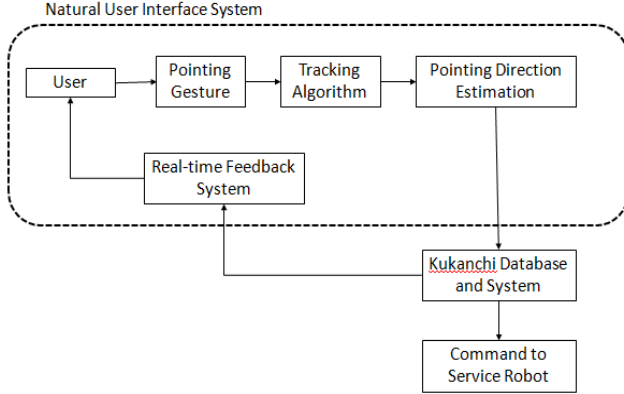 Natural User Interface System
User
Pointing
Gesture
Tracking
Algorithm
Pointing Direction
Estimation
Real-time Feedback
System
Kukanchi Database
and System
Command to
Service Robot